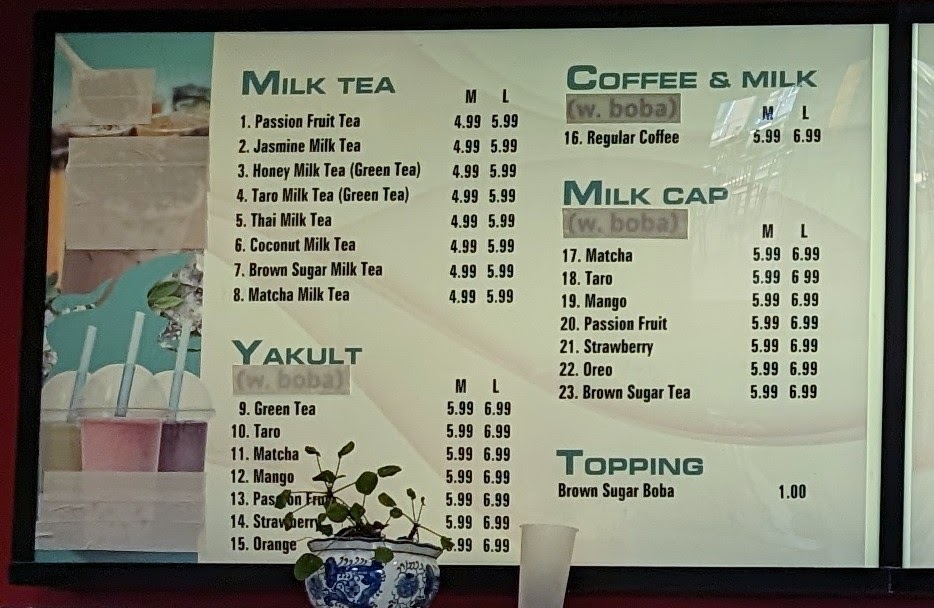 MILK TEA
M L
1. Passion Fruit Tea 4.99 5.99
2. Jasmine Milk Tea 4.99 5.99
3. Honey Milk Tea (Green Tea) 4.99 5.99
4. Taro Milk Tea (Green Tea) 4.99 5.99
5. Thai Milk Tea 4.99 5.99
6. Coconut Milk Tea 4.99 5.99
7. Brown Sugar Milk Tea 4.99 5.99
8. Matcha Milk Tea 4.99 5.99
YAKULT
(w. boba)
M L
9. Green Tea 5.99 6.99
10. Taro 5.99 6.99
11. Matcha 5.99 6.99
12. Mango 5.99 6.99
13. Passion Fruit 5.99 6.99
14. Strawberry 5.99 6.99
15. Orange 5.99 6.99
COFFEE & MILK
(w. boba)
M L
16. Regular Coffee 5.99 6.99
MILK CAP
(w. boba)
M L
17. Matcha 5.99 6.99
18. Taro 5.99 6 99
19. Mango 5.99 6.99
20. Passion Fruit 5.99 6.99
21. Strawberry 5.99 6.99
22. Oreo 5.99 6.99
23. Brown Sugar Tea 5.99 6.99
TOPPING
Brown Sugar Boba 1.00